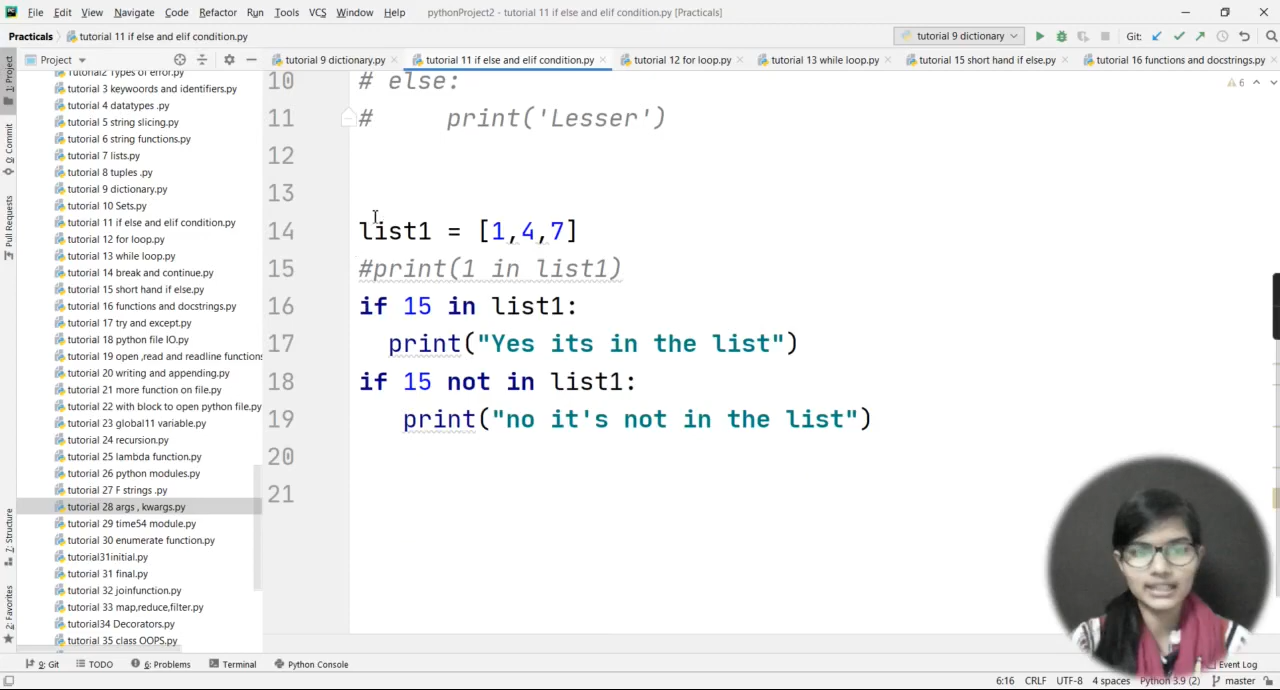 File Edit View Navigate Code Refactor Run Tools VCS Window Help pythonProject2 - tutorial 11 if else and elif condition.py [Practicals]
Practicals tutorial 11 if else and elif condition.py tutorial 9 dictionary Git:
Project tutorial 9 dictionary.py tutorial 11 if else and elif condition.py tutorial 12 for loop.py tutorial 13 while loop.py tutorial 15 short hand if else.py tutorial 16 functions and docstrings.py
1: Project
Commit
Pull Requests
7: Structure
2: Favorites
tutorial2 Types of error.py
tutorial 3 keywoords and identifiers.py
tutorial 4 datatypes .py
tutorial 5 string slicing.py
tutorial 6 string functions.py
tutorial 7 lists.py
tutorial 8 tuples .py
tutorial 9 dictionary.py
tutorial 10 Sets.py
tutorial 11 if else and elif condition.py
tutorial 12 for loop.py
tutorial 13 while loop.py
tutorial 14 break and continue.py
tutorial 15 short hand if else.py
tutorial 16 functions and docstrings.py
tutorial 17 try and except.py
tutorial 18 python file IO.py
tutorial 19 open ,read and readline functions
tutorial 20 writing and appending.py
tutorial 21 more function on file.py
tutorial 22 with block to open python file.py
tutorial 23 global11 variable.py
tutorial 24 recursion.py
tutorial 25 lambda function.py
tutorial 26 python modules.py
tutorial 27 F strings .py
tutorial 28 args , kwargs.py
tutorial 29 time54 module.py
tutorial 30 enumerate function.py
tutorial31initial.py
tutorial 31 final.py
tutorial 32 joinfunction.py
tutorial 33 map,reduce,filter.py
tutorial34 Decorators.py
tutorial 35 class OOPS.py
6
10 # else:
11 # print('Lesser')
12
13
14 list1 = [1,4,7]
15 #print(1 in list1)
16 if 15 in list1:
17 print("Yes its in the list")
18 if 15 not in list1:
19 print("no it's not in the list")
20
21
9: Git TODO 6: Problems Terminal Python Console Event Log
6:16 CRLF UTF-8 4 spaces Python 3.9 (2) master